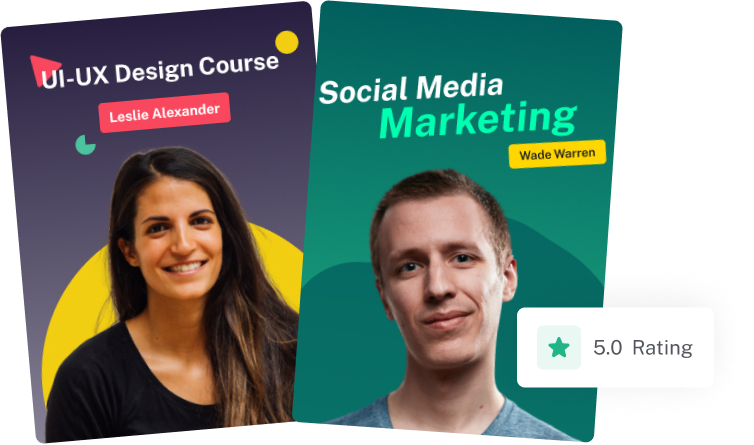 UI-UX Design Course
Leslie Alexander
Social Media
Marketing
Wade Warren
5.0 Rating